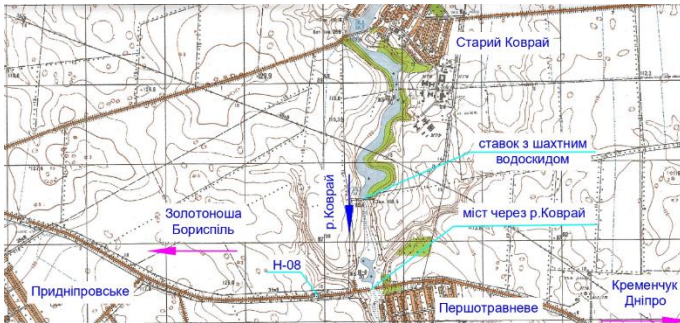 Старий Коврай
ставок з шахтним
водоскидом
Золотоноша
Бориспіль
р.Коврай
міст через р.Коврай
Н-08
Придніпровське
Першотравневе
Кременчук
Дніпро